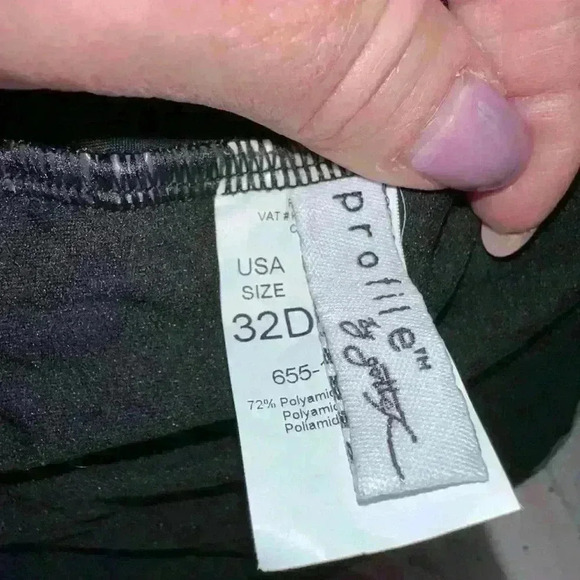 VAT #
USA
SIZE
32D
655-
72% Polyamid
Polyamid
Poliamid
profile™
by gottex